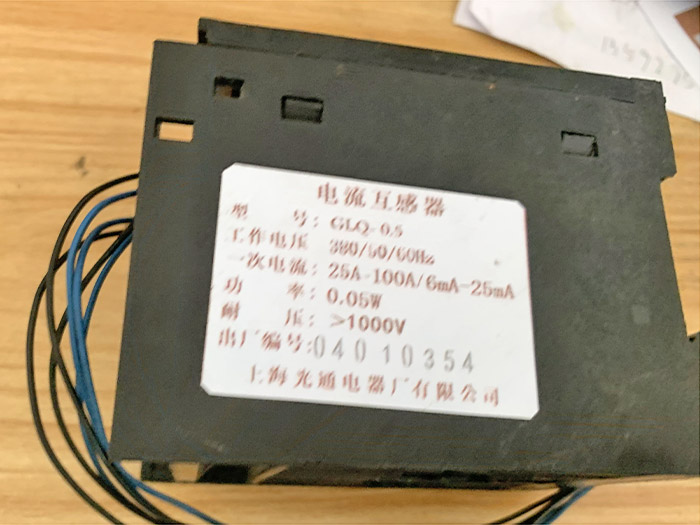 电流互感器
型 号: GLQ-0.5
工作电压 380/50/60Hz
一次电流: 25A-100A/6mA-25mA
功 率: 0.05W
耐 压: >1000V
出厂编号:04010354
上海光通电器厂有限公司